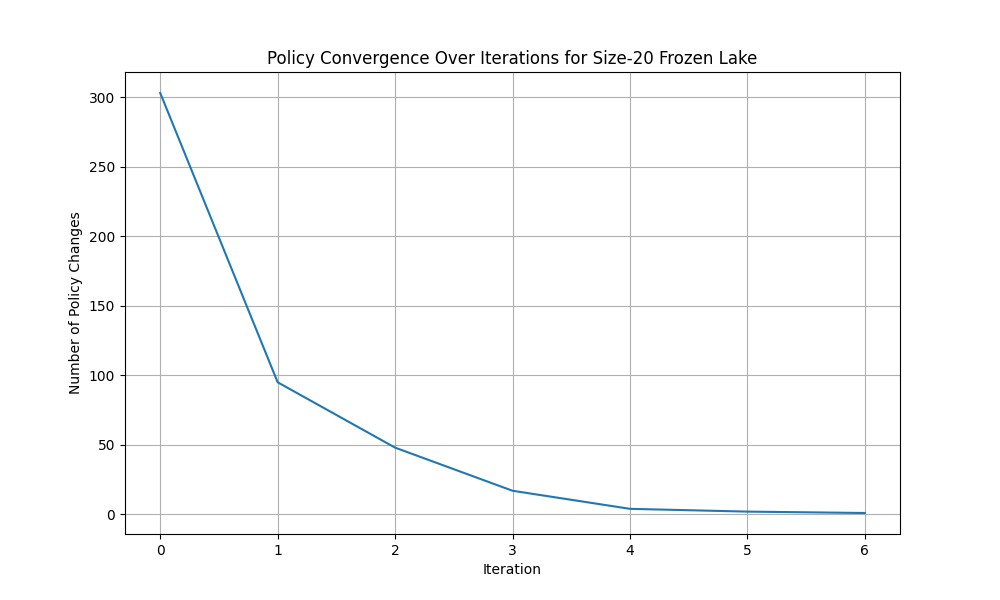 Policy Convergence Over Iterations for Size-20 Frozen Lake
300
250
200
150
100
50
0
Number of Policy Changes
0 1 2 3 4 5 6
Iteration